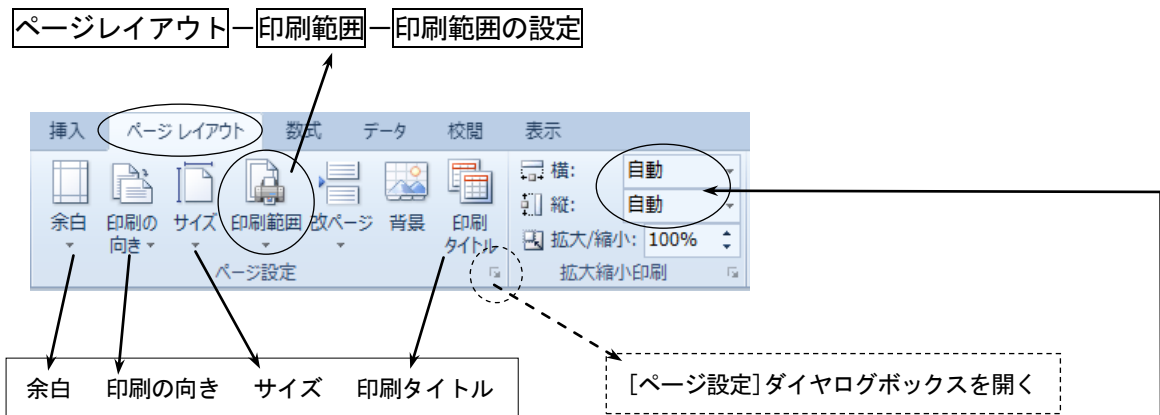 ページレイアウト－印刷範囲－印刷範囲の設定
挿入 ページ レイアウト 数式 データ 校閲 表示
余白 印刷の向き サイズ 印刷範囲 改ページ 背景 印刷タイトル
横: 自動
縦: 自動
拡大/縮小: 100%
ページ設定 拡大縮小印刷
余白 印刷の向き サイズ 印刷タイトル
[ページ設定]ダイヤログボックスを開く